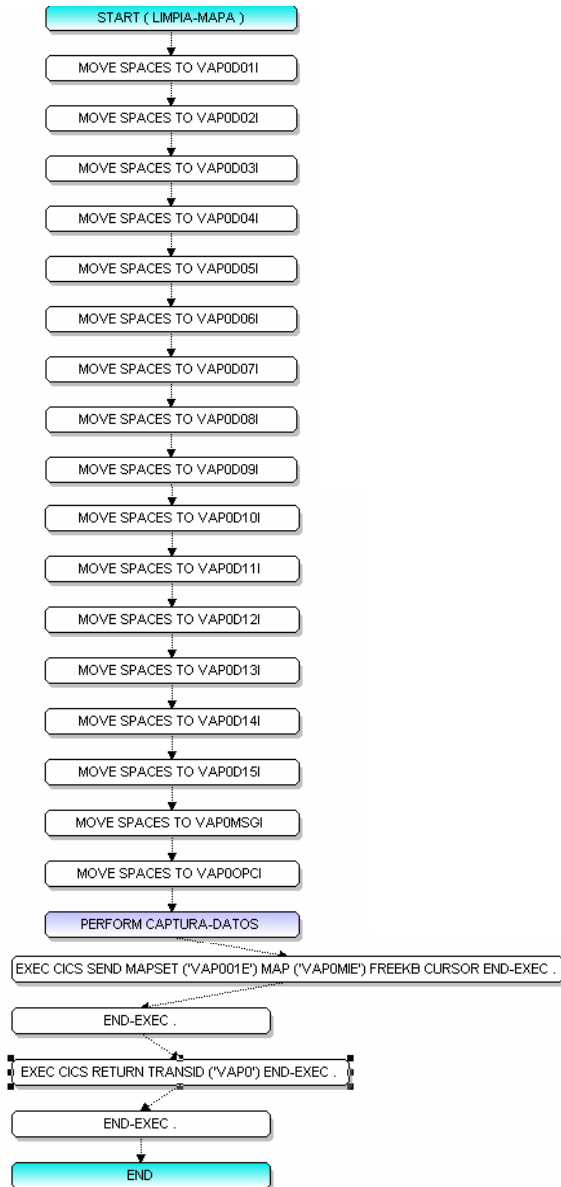 START ( LIMPIA-MAPA )
MOVE SPACES TO VAP0D01I
MOVE SPACES TO VAP0D02I
MOVE SPACES TO VAP0D03I
MOVE SPACES TO VAP0D04I
MOVE SPACES TO VAP0D05I
MOVE SPACES TO VAP0D06I
MOVE SPACES TO VAP0D07I
MOVE SPACES TO VAP0D08I
MOVE SPACES TO VAP0D09I
MOVE SPACES TO VAP0D10I
MOVE SPACES TO VAP0D11I
MOVE SPACES TO VAP0D12I
MOVE SPACES TO VAP0D13I
MOVE SPACES TO VAP0D14I
MOVE SPACES TO VAP0D15I
MOVE SPACES TO VAP0MSGI
MOVE SPACES TO VAP0OPCI
PERFORM CAPTURA-DATOS
EXEC CICS SEND MAPSET ('VAP001E') MAP ('VAP0MIE') FREEKB CURSOR END-EXEC .
END-EXEC .
EXEC CICS RETURN TRANSID ('VAP0') END-EXEC .
END-EXEC .
END